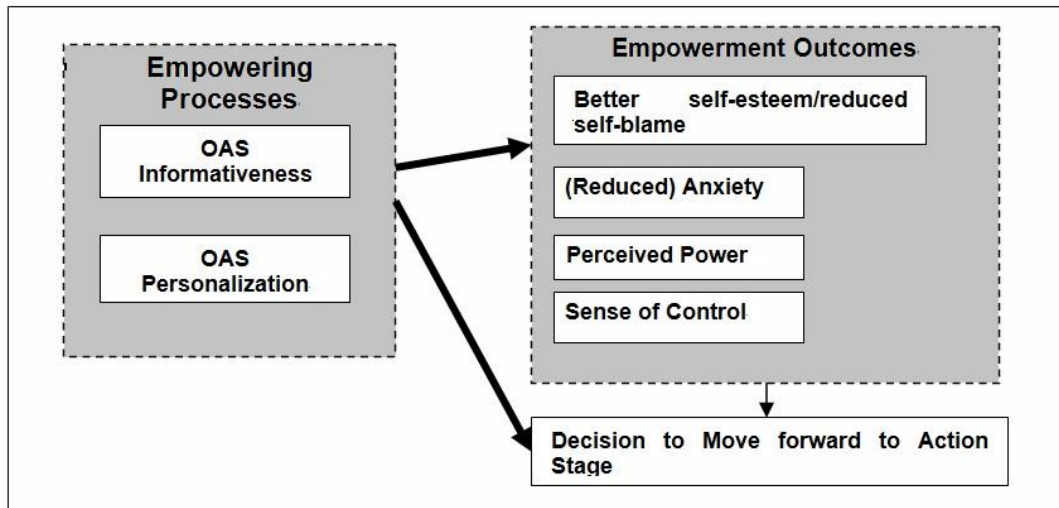 Empowering
Processes
OAS
Informativeness
OAS
Personalization
Empowerment Outcomes
Better self-esteem/reduced
self-blame
(Reduced) Anxiety
Perceived Power
Sense of Control
Decision to Move forward to Action
Stage